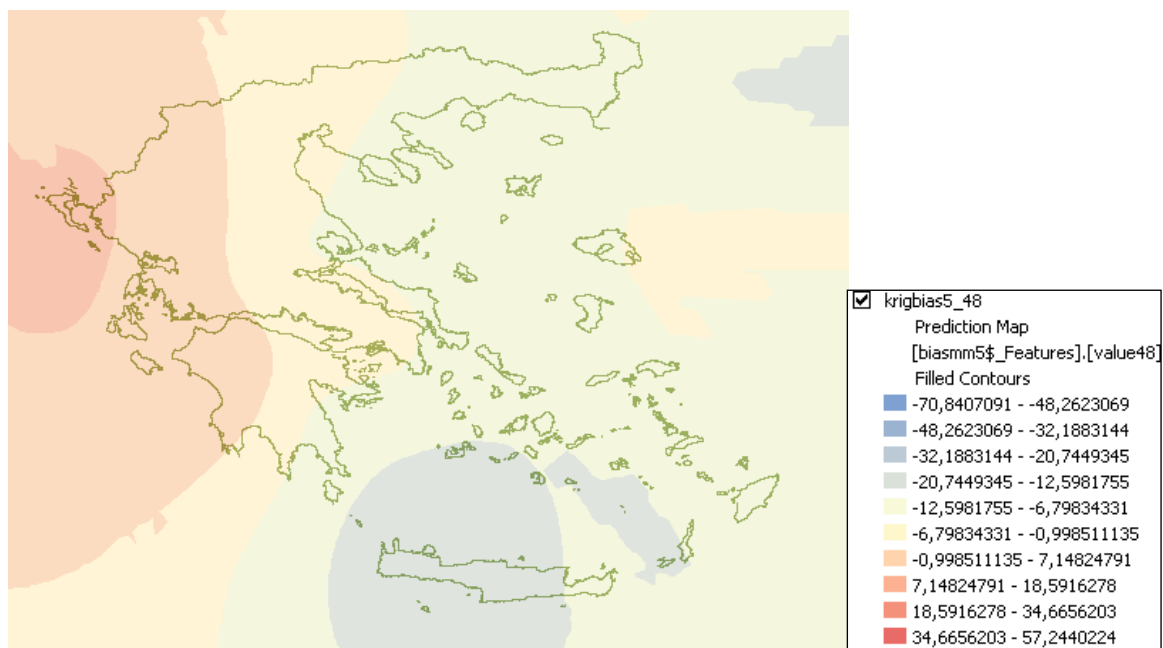 krigbias5_48
Prediction Map
[biasmm5$_Features].[value48]
Filled Contours
-70,8407091 - -48,2623069
-48,2623069 - -32,1883144
-32,1883144 - -20,7449345
-20,7449345 - -12,5981755
-12,5981755 - -6,79834331
-6,79834331 - -0,998511135
-0,998511135 - 7,14824791
7,14824791 - 18,5916278
18,5916278 - 34,6656203
34,6656203 - 57,2440224